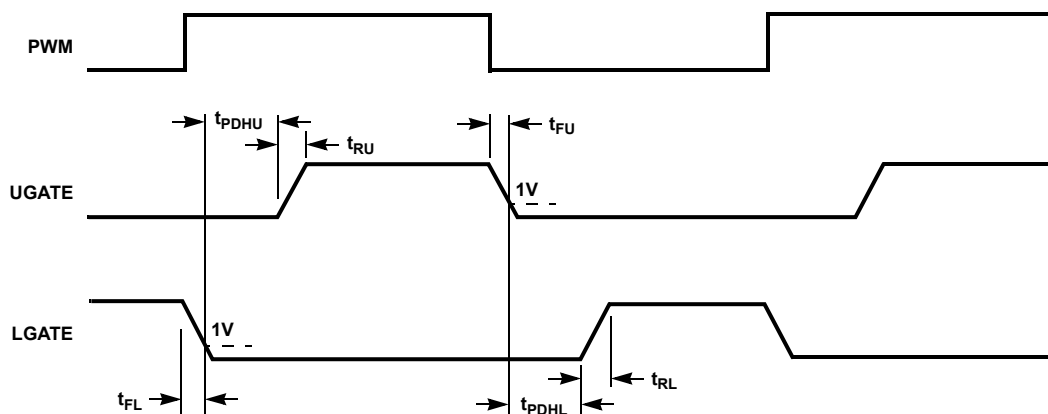 PWM
tPDHU
tRU
tFU
UGATE
1V
LGATE
1V
tFL
tRL
tPDHL